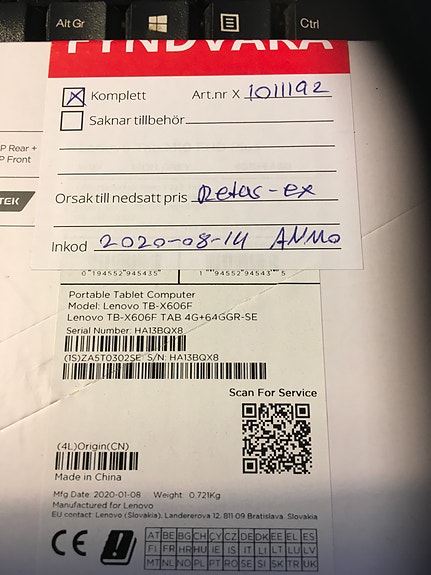 Alt Gr
Ctrl
FYNDVARA
Komplett Art.nr X 1011192
Saknar tillbehör
P Rear +
P Front
TEK
Orsak till nedsatt pris Retur-ex
Inkod 2020-08-14 ANMO
0 194552 945435
1 0194552 94543 5
Portable Tablet Computer
Model: Lenovo TB-X606F
Lenovo TB-X606F TAB 4G+64GGR-SE
Serial Number: HA13BQX8
(1S)ZA5T0302SE S/N: HA13BQX8
Scan For Service
(4L)Origin(CN)
Made in China
Mfg Date: 2020-01-08 Weight: 0.721Kg
Manufactured for Lenovo
EU contact: Lenovo (Slovakia), Landererova 12, 811 09 Bratislava, Slovakia
CE
AT BE BG CH CY CZ DE DK EE EL ES
FI FR HR HU IE IS IT LI LT LU LV
MT NL NO PL PT RO SE SI SK TR UK